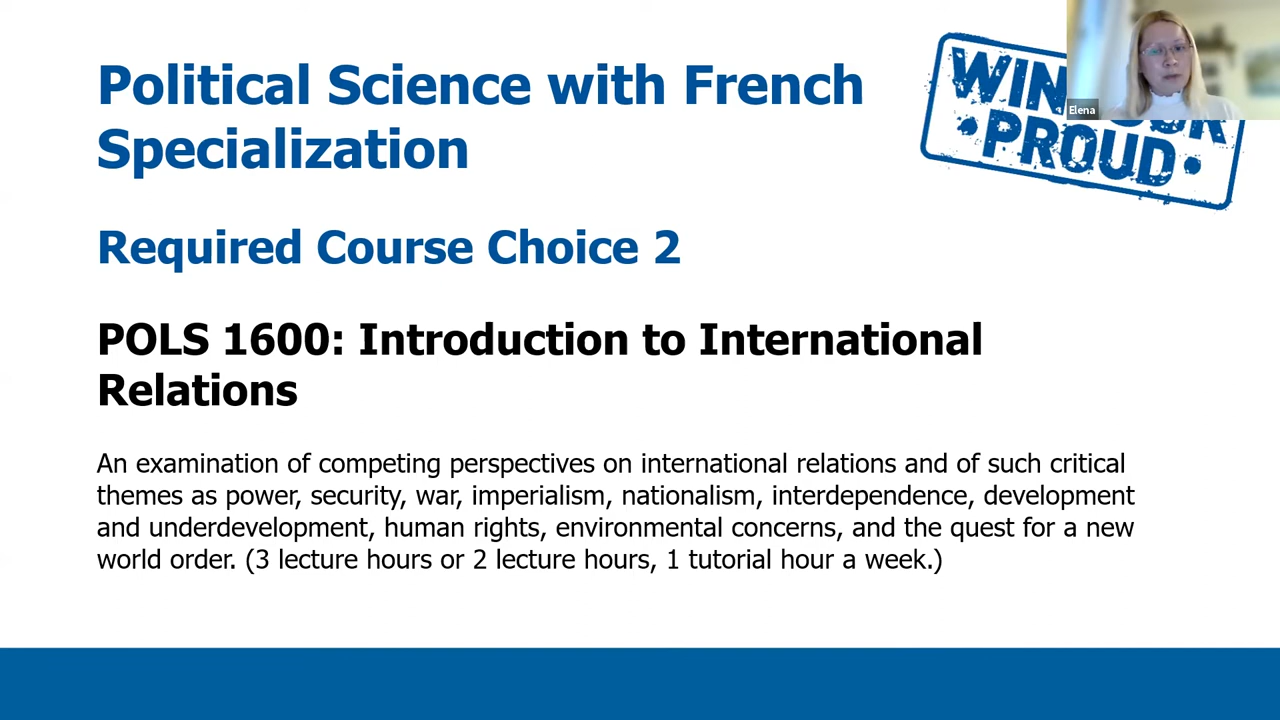 Political Science with French
Specialization
Elena
PROUD
Required Course Choice 2
POLS 1600: Introduction to International
Relations
An examination of competing perspectives on international relations and of such critical
themes as power, security, war, imperialism, nationalism, interdependence, development
and underdevelopment, human rights, environmental concerns, and the quest for a new
world order. (3 lecture hours or 2 lecture hours, 1 tutorial hour a week.)